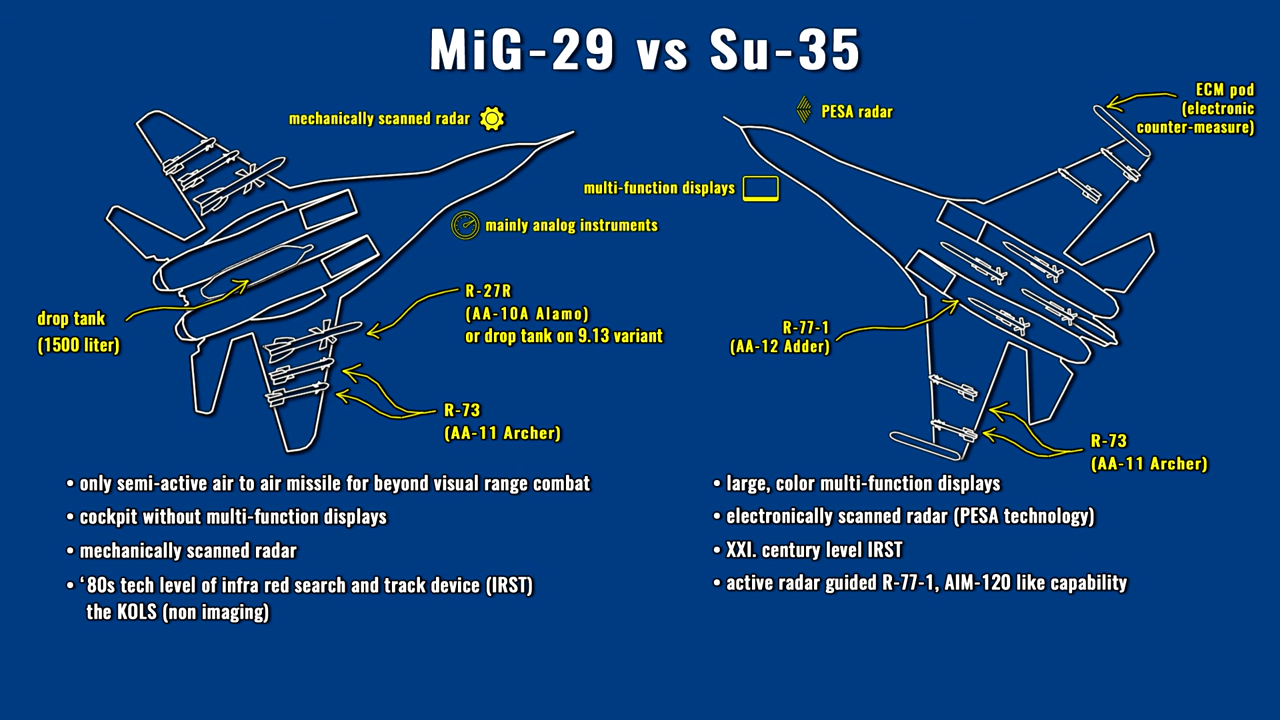 MiG-29 vs Su-35
mechanically scanned radar
PESA radar
ECM pod
(electronic
counter-measure)
multi-function displays
mainly analog instruments
drop tank
(1500 liter)
R-27R
(AA-10A Alamo)
or drop tank on 9.13 variant
R-77-1
(AA-12 Adder)
R-73
(AA-11 Archer)
R-73
(AA-11 Archer)
• only semi-active air to air missile for beyond visual range combat
• cockpit without multi-function displays
• mechanically scanned radar
• ‘80s tech level of infra red search and track device (IRST)
the KOLS (non imaging)
• large, color multi-function displays
• electronically scanned radar (PESA technology)
• XXI. century level IRST
• active radar guided R-77-1, AIM-120 like capability